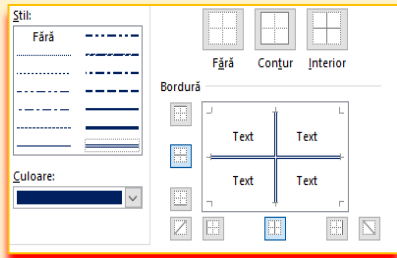 Stil:
Fără
Fără Contur Interior
Bordură
Text Text
Text Text
Culoare: